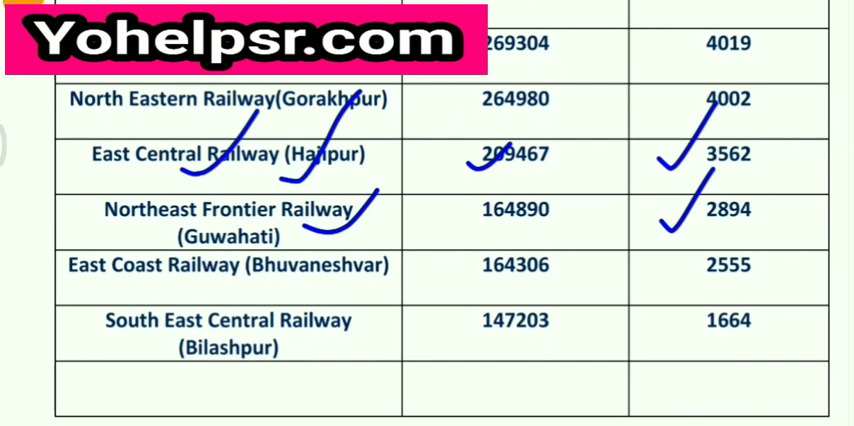 Yohelpsr.com
269304 4019
North Eastern Railway(Gorakhpur) 264980 4002
East Central Railway (Hajipur) 209467 3562
Northeast Frontier Railway 164890 2894
(Guwahati)
East Coast Railway (Bhuvaneshvar) 164306 2555
South East Central Railway 147203 1664
(Bilashpur)